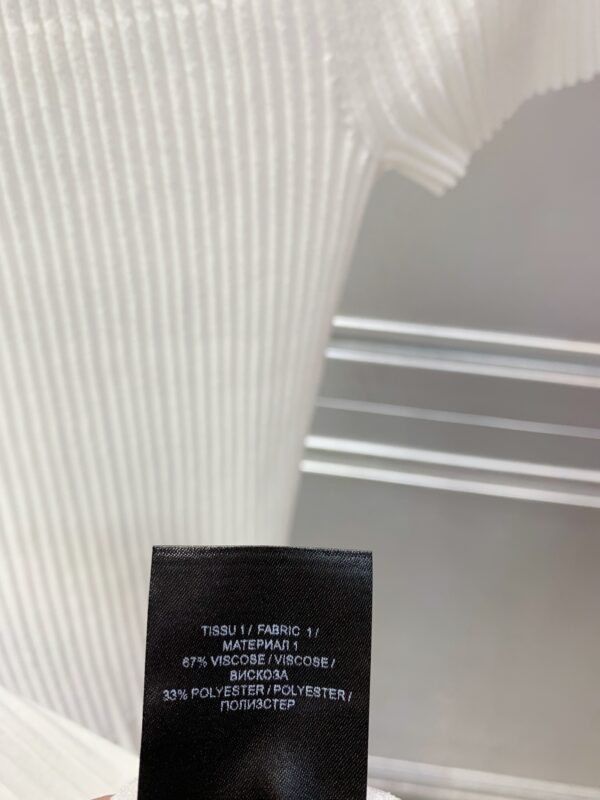 TISSU 1 / FABRIC 1 /
МАТЕРИАЛ 1
67% VISCOSE / VISCOSE /
ВИСКОЗА
33% POLYESTER / POLYESTER /
ПОЛИЭСТЕР